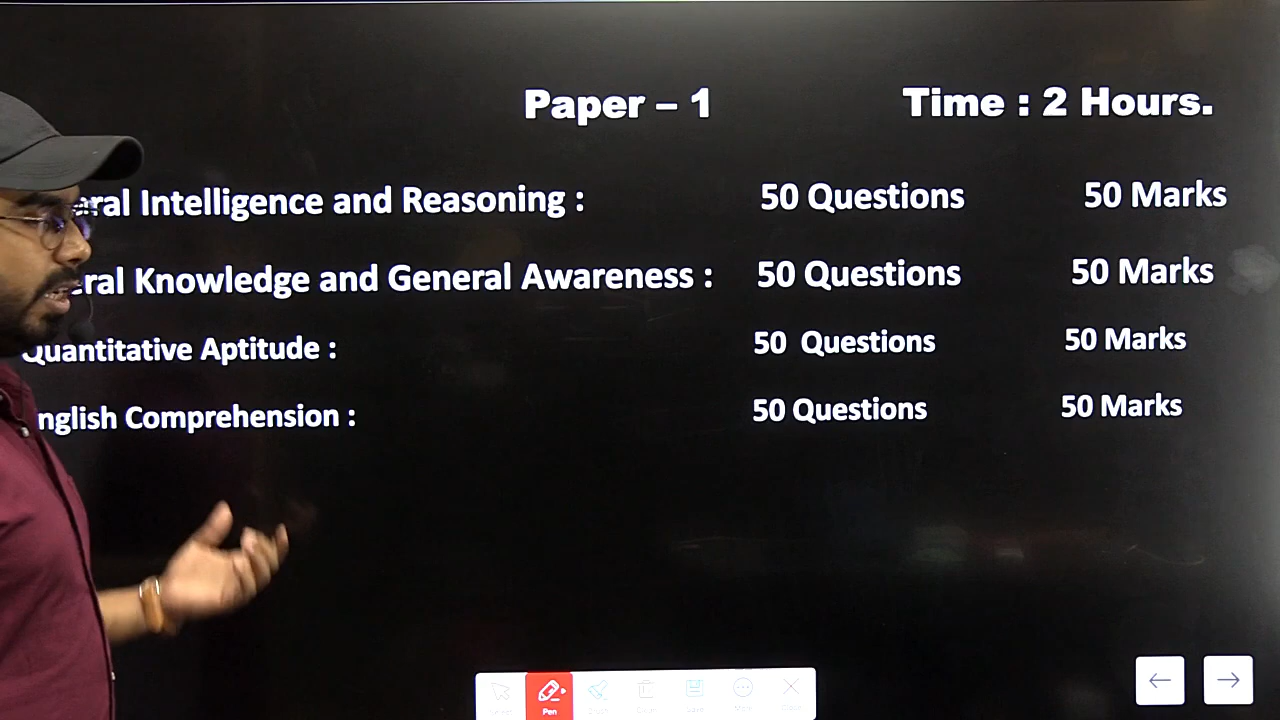 Paper – 1 Time : 2 Hours.
eral Intelligence and Reasoning : 50 Questions 50 Marks
eral Knowledge and General Awareness : 50 Questions 50 Marks
Quantitative Aptitude : 50 Questions 50 Marks
nglish Comprehension : 50 Questions 50 Marks
Pen